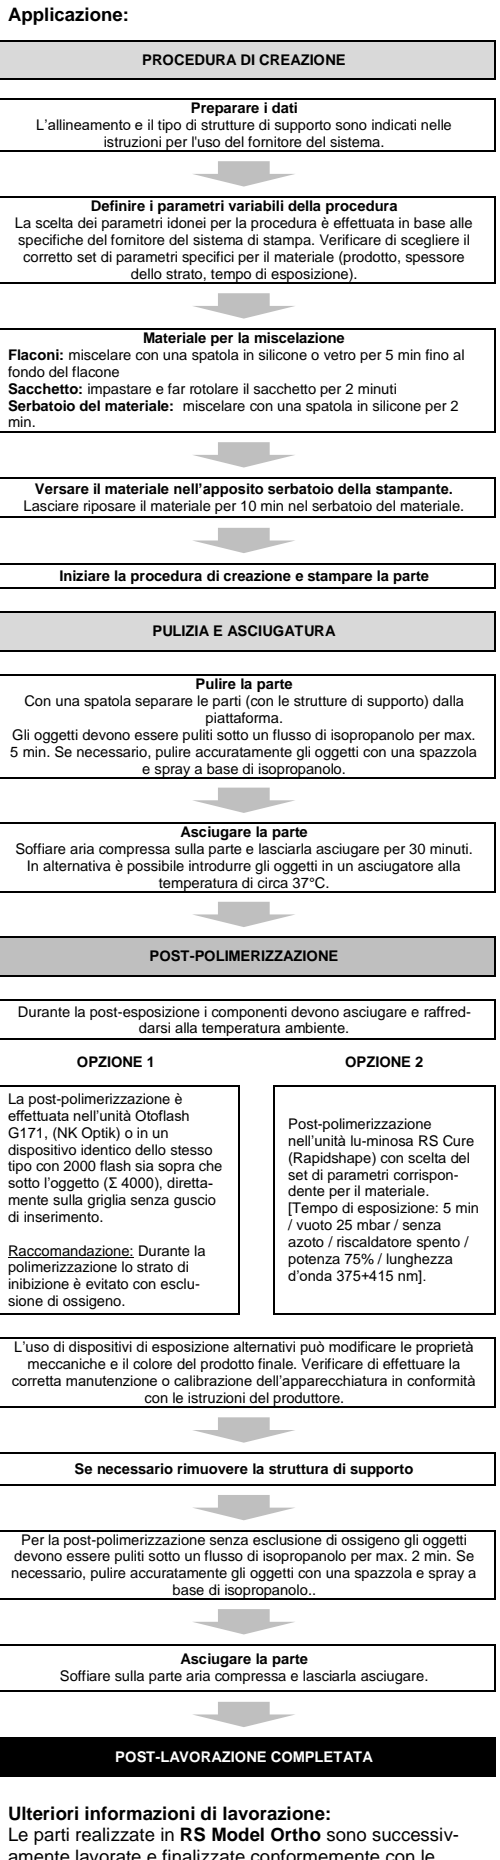 Applicazione:
PROCEDURA DI CREAZIONE
Preparare i dati
L'allineamento e il tipo di strutture di supporto sono indicati nelle
istruzioni per l'uso del fornitore del sistema.
Definire i parametri variabili della procedura
La scelta dei parametri idonei per la procedura è effettuata in base alle
specifiche del fornitore del sistema di stampa. Verificare di scegliere il
corretto set di parametri specifici per il materiale (prodotto, spessore
dello strato, tempo di esposizione).
Materiale per la miscelazione
Flaconi: miscelare con una spatola in silicone o vetro per 5 min fino al
fondo del flacone
Sacchetto: impastare e far rotolare il sacchetto per 2 minuti
Serbatoio del materiale: miscelare con una spatola in silicone per 2
min.
Versare il materiale nell'apposito serbatoio della stampante.
Lasciare riposare il materiale per 10 min nel serbatoio del materiale.
Iniziare la procedura di creazione e stampare la parte
PULIZIA E ASCIUGATURA
Pulire la parte
Con una spatola separare le parti (con le strutture di supporto) dalla
piattaforma.
Gli oggetti devono essere puliti sotto un flusso di isopropanolo per max.
5 min. Se necessario, pulire accuratamente gli oggetti con una spazzola
e spray a base di isopropanolo.
Asciugare la parte
Soffiare aria compressa sulla parte e lasciarla asciugare per 30 minuti.
In alternativa è possibile introdurre gli oggetti in un asciugatore alla
temperatura di circa 37°C.
POST-POLIMERIZZAZIONE
Durante la post-esposizione i componenti devono asciugare e raffred-
darsi alla temperatura ambiente.
OPZIONE 1
La post-polimerizzazione è
effettuata nell'unità Otoflash
G171, (NK Optik) o in un
dispositivo identico dello stesso
tipo con 2000 flash sia sopra che
sotto l'oggetto (Σ 4000), diretta-
mente sulla griglia senza guscio
di inserimento.
Raccomandazione: Durante la
polimerizzazione lo strato di
inibizione è evitato con esclu-
sione di ossigeno.
OPZIONE 2
Post-polimerizzazione
nell'unità lu-minosa RS Cure
(Rapidshape) con scelta del
set di parametri corrispon-
dente per il materiale.
[Tempo di esposizione: 5 min
/ vuoto 25 mbar / senza
azoto / riscaldatore spento /
potenza 75% / lunghezza
d'onda 375+415 nm].
L'uso di dispositivi di esposizione alternativi può modificare le proprietà
meccaniche e il colore del prodotto finale. Verificare di effettuare la
corretta manutenzione o calibrazione dell'apparecchiatura in conformità
con le istruzioni del produttore.
Se necessario rimuovere la struttura di supporto
Per la post-polimerizzazione senza esclusione di ossigeno gli oggetti
devono essere puliti sotto un flusso di isopropanolo per max. 2 min. Se
necessario, pulire accuratamente gli oggetti con una spazzola e spray a
base di isopropanolo..
Asciugare la parte
Soffiare sulla parte aria compressa e lasciarla asciugare.
POST-LAVORAZIONE COMPLETATA
Ulteriori informazioni di lavorazione:
Le parti realizzate in RS Model Ortho sono successiv-
amente lavorate e finalizzate conformemente con le